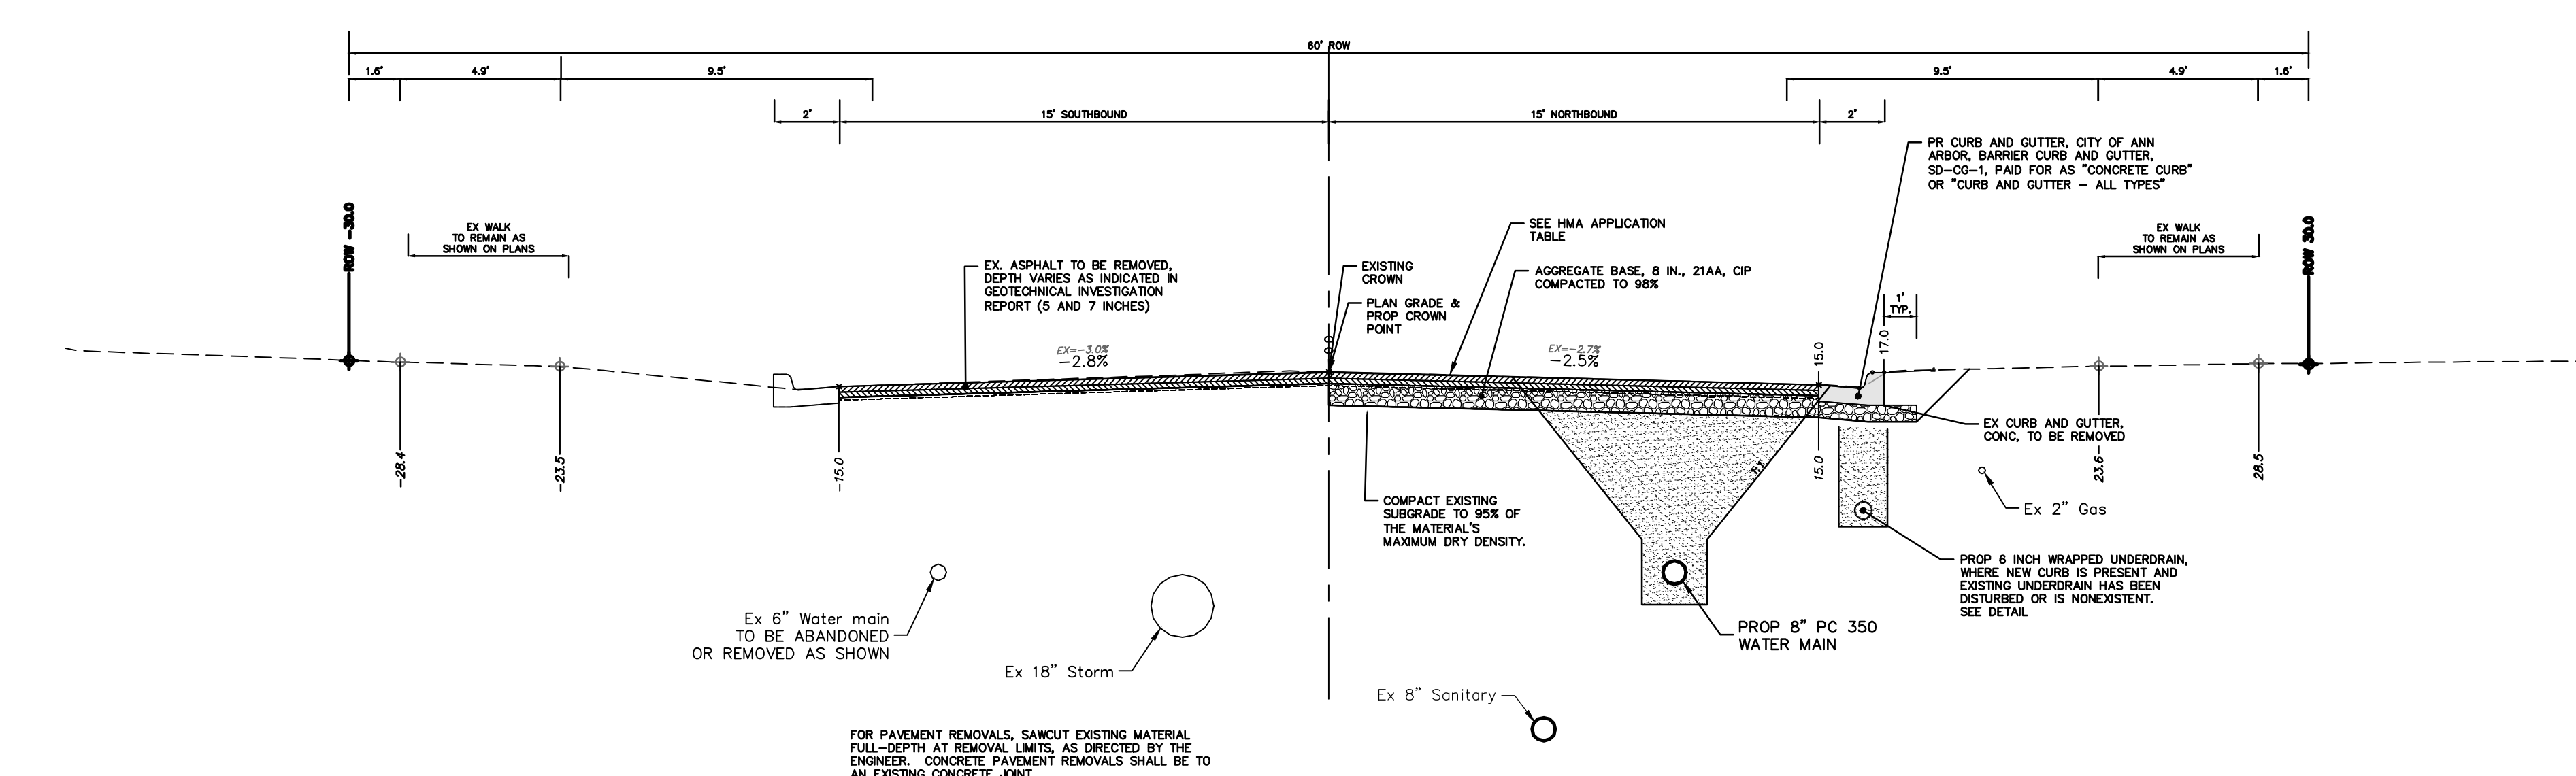 60' ROW
1.6'
4.9'
9.5'
9.5'
4.9'
1.6'
2'
15' SOUTHBOUND
15' NORTHBOUND
2'
PR CURB AND GUTTER, CITY OF ANN
ARBOR, BARRIER CURB AND GUTTER,
SD-CG-1, PAID FOR AS "CONCRETE CURB"
OR "CURB AND GUTTER - ALL TYPES"
ROW -30.0
EX WALK
TO REMAIN AS
SHOWN ON PLANS
EX. ASPHALT TO BE REMOVED,
DEPTH VARIES AS INDICATED IN
GEOTECHNICAL INVESTIGATION
REPORT (5 AND 7 INCHES)
EXISTING
CROWN
PLAN GRADE &
PROP CROWN
POINT
SEE HMA APPLICATION
TABLE
AGGREGATE BASE, 8 IN., 21AA, CIP
COMPACTED TO 98%
EX WALK
TO REMAIN AS
SHOWN ON PLANS
ROW 30.0
1'
TYP.
EX=-3.0%
-2.8%
0.0
EX=-2.7%
-2.5%
15.0
17.0
-28.4
-23.5
-15.0
1:1
15.0
23.6
28.5
EX CURB AND GUTTER,
CONC, TO BE REMOVED
COMPACT EXISTING
SUBGRADE TO 95% OF
THE MATERIAL'S
MAXIMUM DRY DENSITY.
Ex 2" Gas
PROP 6 INCH WRAPPED UNDERDRAIN,
WHERE NEW CURB IS PRESENT AND
EXISTING UNDERDRAIN HAS BEEN
DISTURBED OR IS NONEXISTENT.
SEE DETAIL
Ex 6" Water main
TO BE ABANDONED
OR REMOVED AS SHOWN
Ex 18" Storm
PROP 8" PC 350
WATER MAIN
Ex 8" Sanitary
FOR PAVEMENT REMOVALS, SAWCUT EXISTING MATERIAL
FULL-DEPTH AT REMOVAL LIMITS, AS DIRECTED BY THE
ENGINEER. CONCRETE PAVEMENT REMOVALS SHALL BE TO
AN EXISTING CONCRETE JOINT